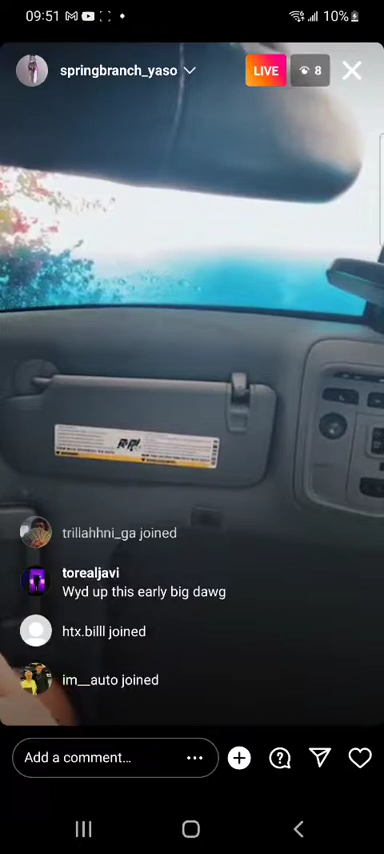 09:51
10%
springbranch_yaso
LIVE
8
trillahhni_ga joined
torealjavi
Wyd up this early big dawg
htx.billl joined
im__auto joined
Add a comment...